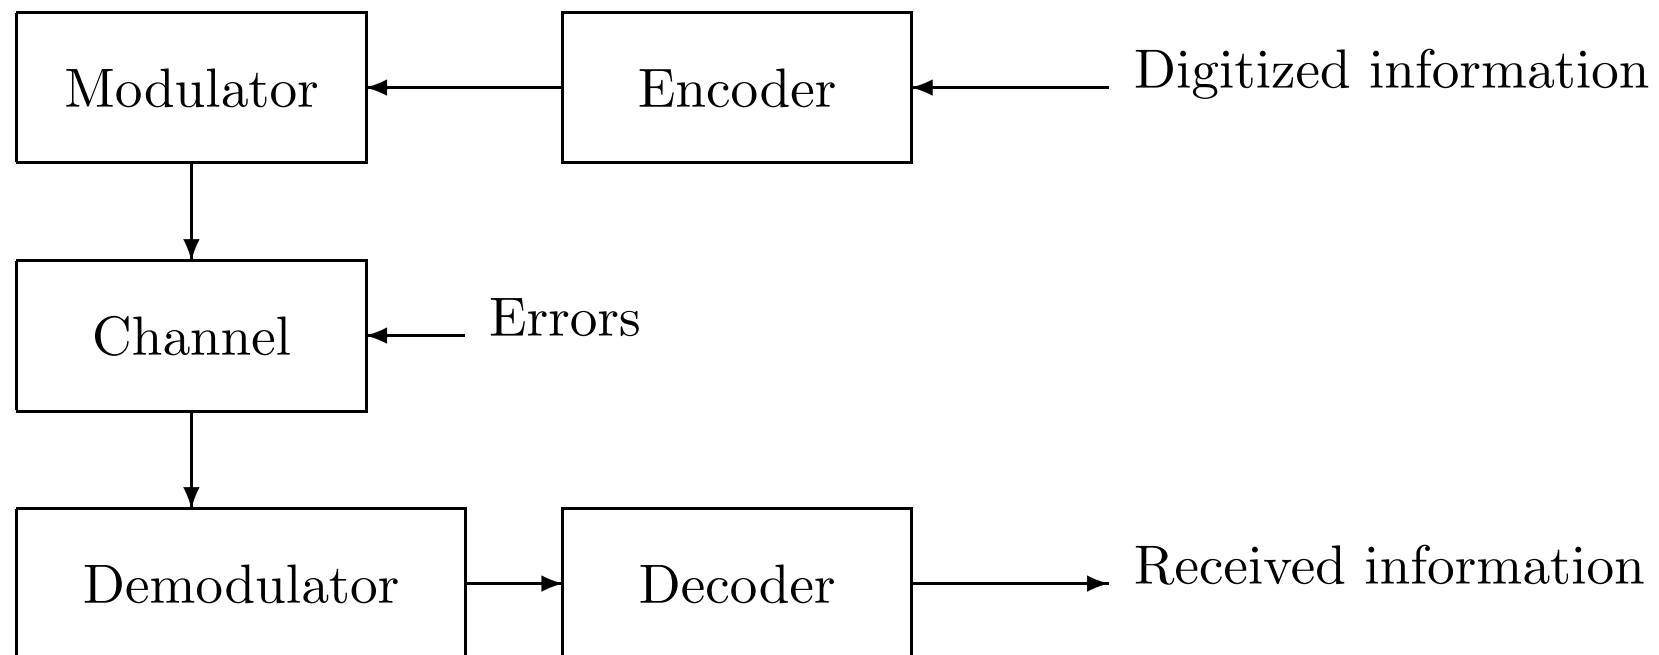 Modulator
Encoder
Digitized information
Channel
Errors
Demodulator
Decoder
Received information